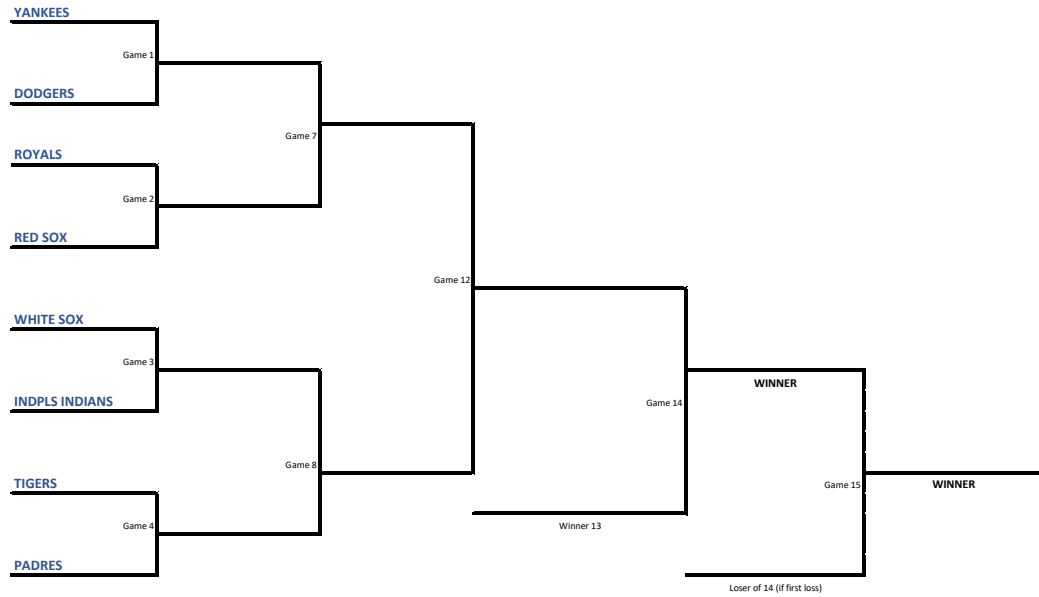 YANKEES
Game 1
DODGERS
Game 7
ROYALS
Game 2
RED SOX
Game 12
WHITE SOX
Game 3
INDPLS INDIANS
WINNER
Game 14
Game 8
TIGERS
Game 15
WINNER
Game 4
Winner 13
PADRES
Loser of 14 (if first loss)